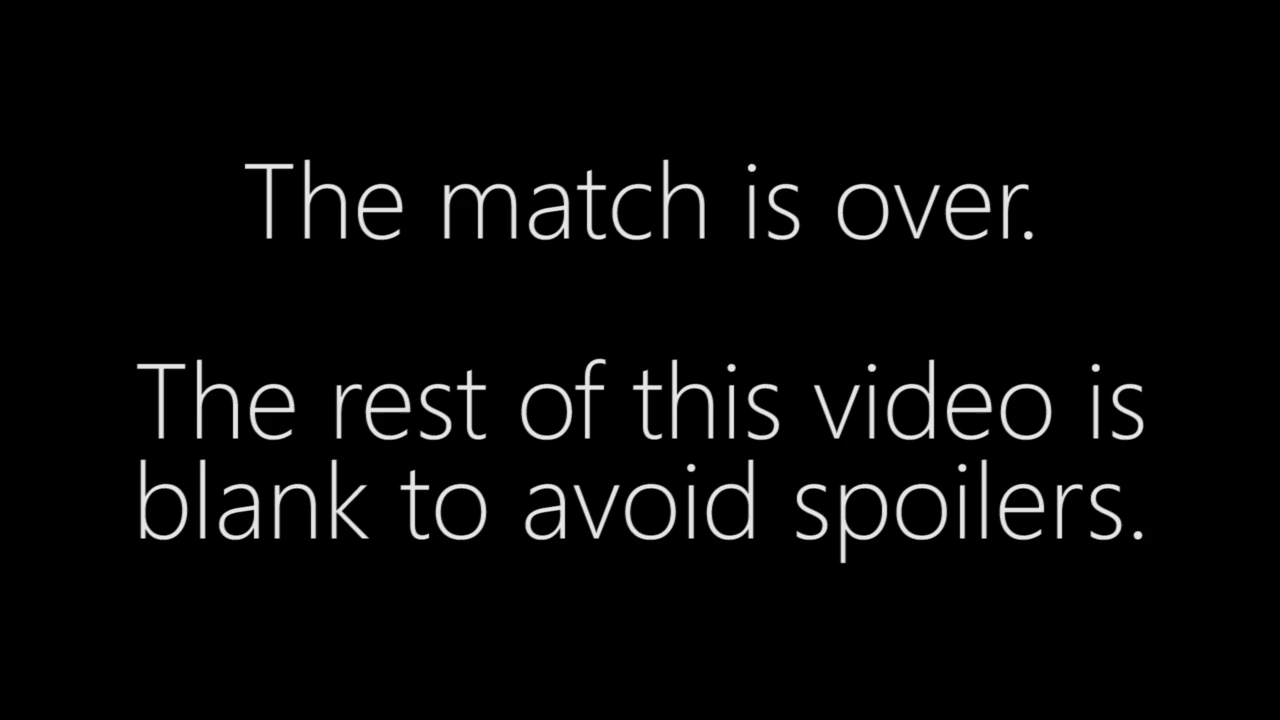 The match is over.
The rest of this video is
blank to avoid spoilers.